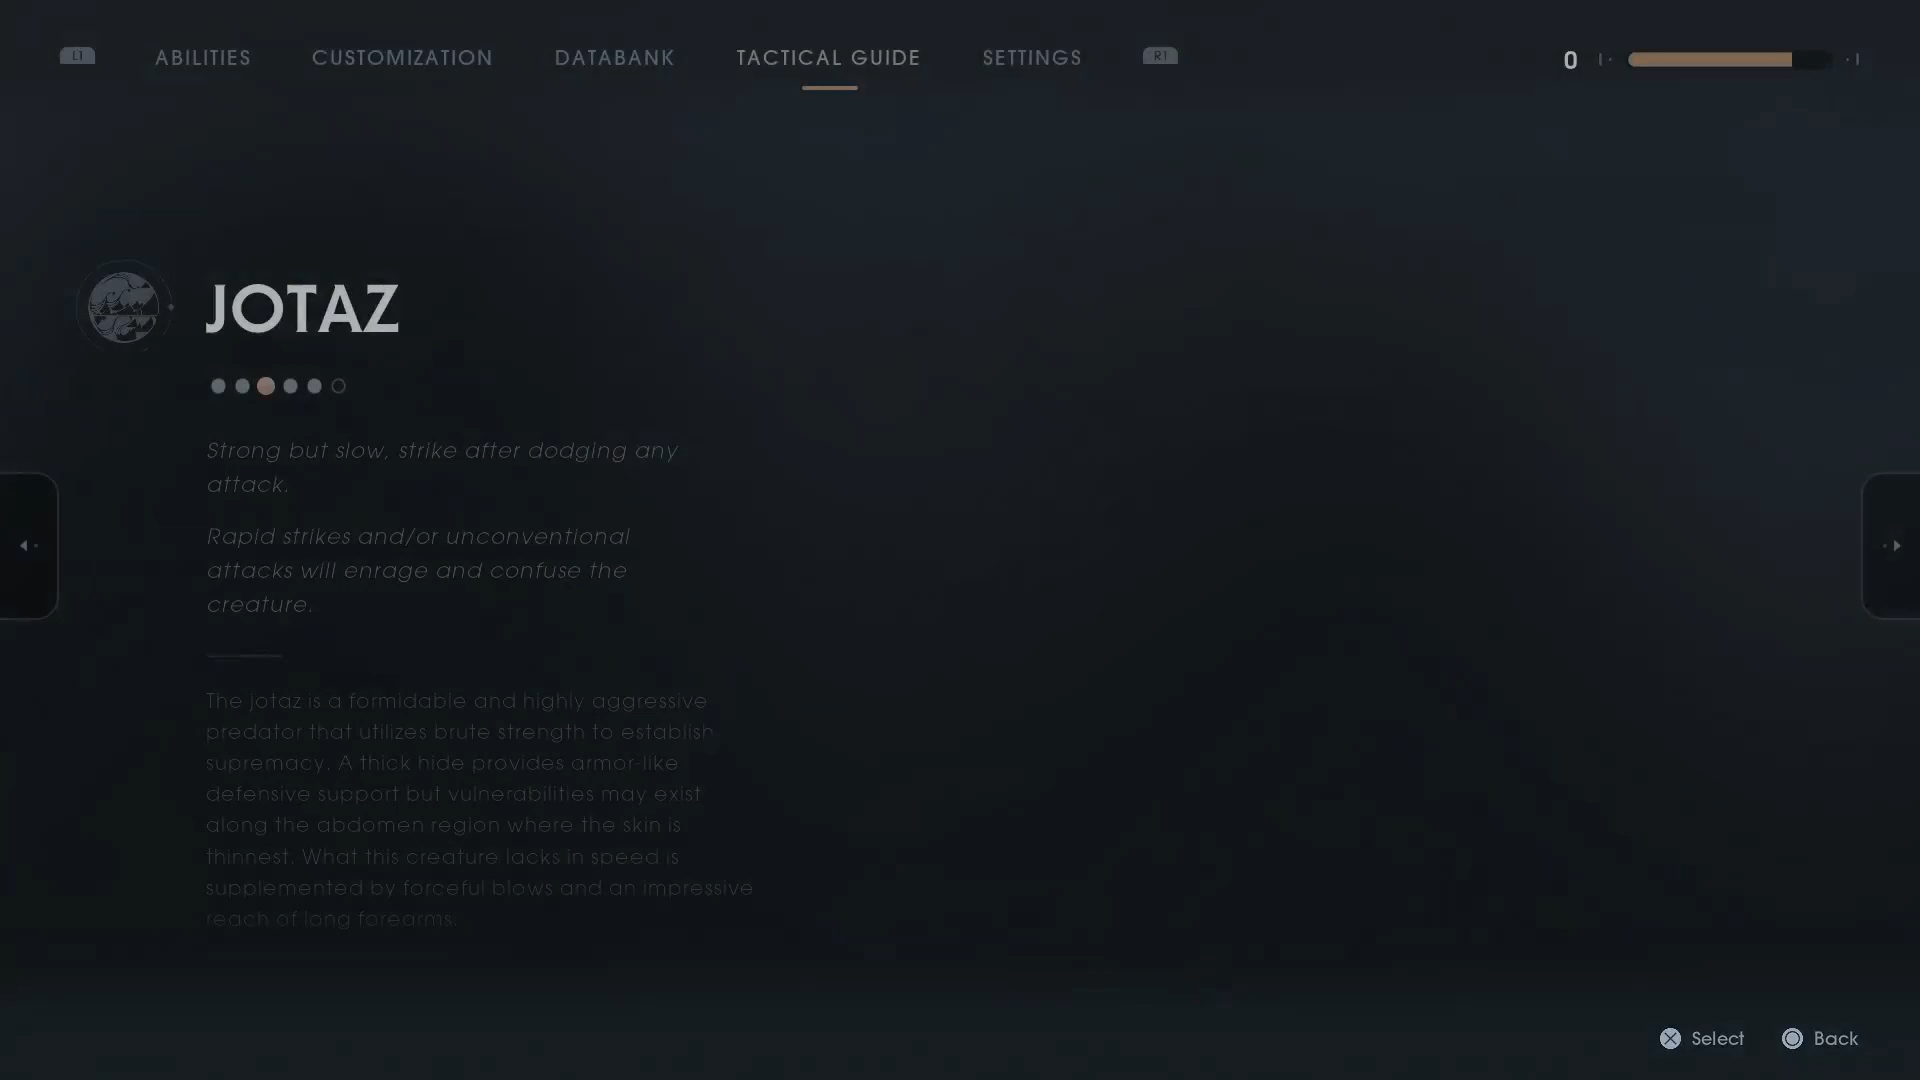 L1 ABILITIES CUSTOMIZATION DATABANK TACTICAL GUIDE SETTINGS R1 0
JOTAZ
Strong but slow, strike after dodging any
attack.
Rapid strikes and/or unconventional
attacks will enrage and confuse the
creature.
The jotaz is a formidable and highly aggressive
predator that utilizes brute strength to establish
supremacy. A thick hide provides armor-like
defensive support but vulnerabilities may exist
along the abdomen region where the skin is
thinnest. What this creature lacks in speed is
supplemented by forceful blows and an impressive
reach of long forearms.
Select Back